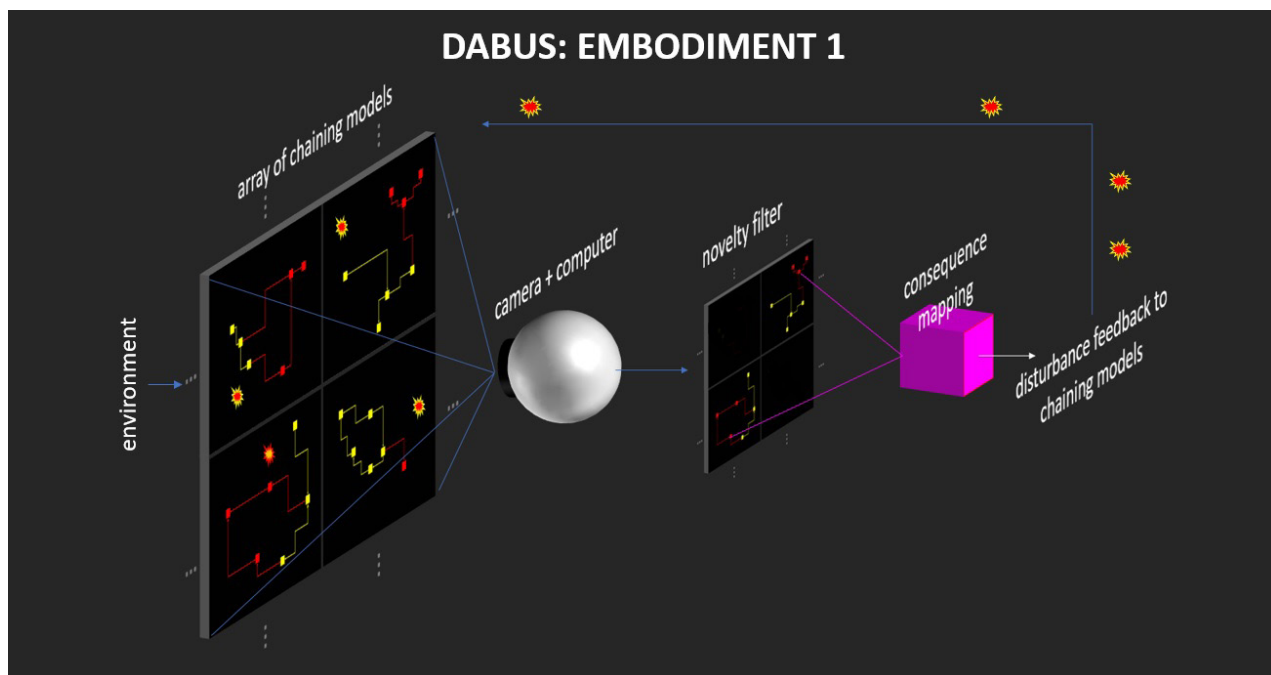 DABUS: EMBODIMENT 1
array of chaining models
environment
camera + computer
novelty filter
consequence
mapping
disturbance feedback to
chaining models